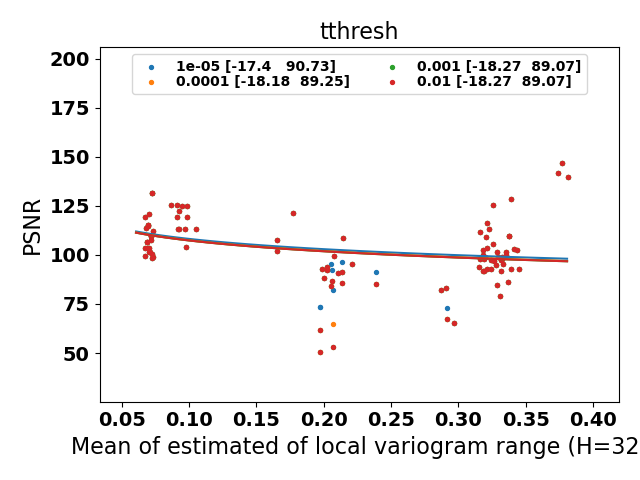 tthresh
1e-05 [-17.4 90.73]
0.0001 [-18.18 89.25]
0.001 [-18.27 89.07]
0.01 [-18.27 89.07]
PSNR
200
175
150
125
100
75
50
0.05 0.10 0.15 0.20 0.25 0.30 0.35 0.40
Mean of estimated of local variogram range (H=32